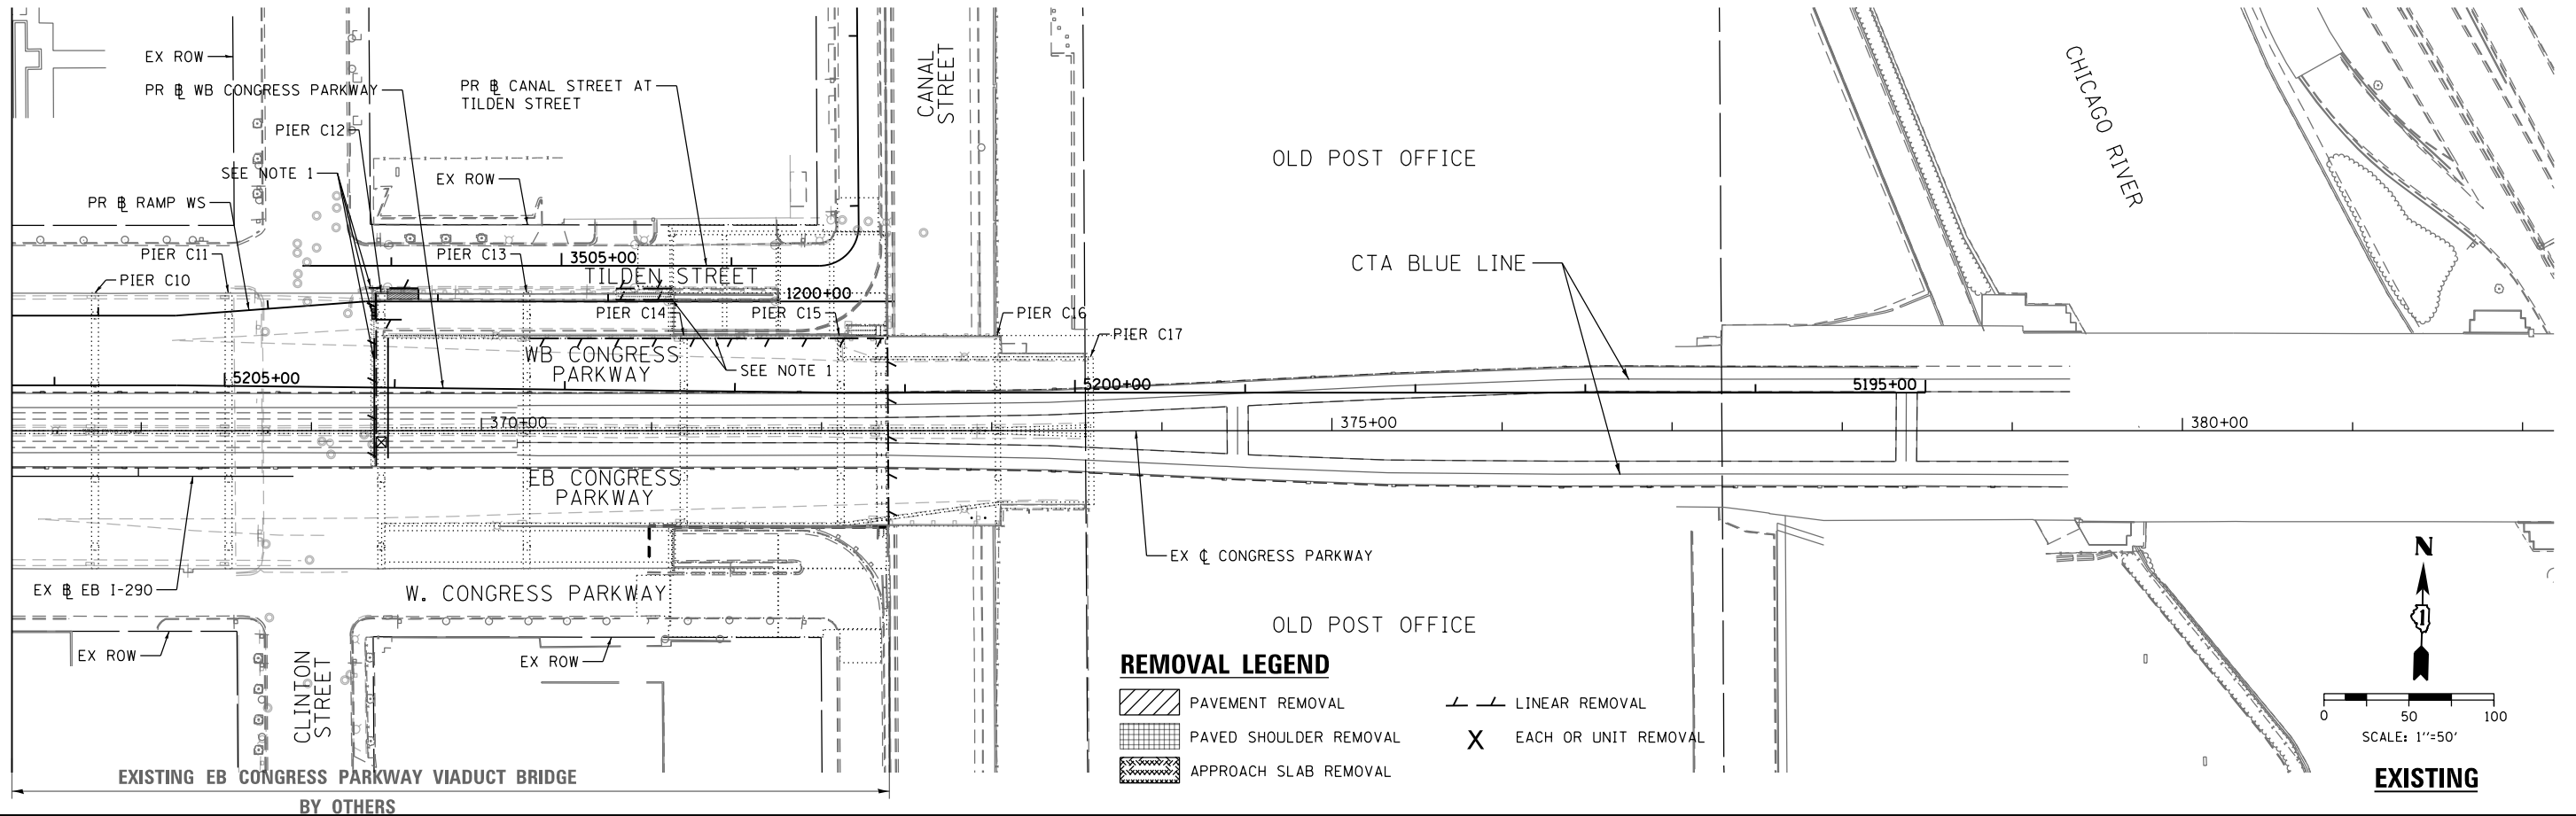 EX ROW
PR ⅊ WB CONGRESS PARKWAY
PR ⅊ CANAL STREET AT
TILDEN STREET
CANAL
STREET
CHICAGO RIVER
PIER C12
SEE NOTE 1
EX ROW
OLD POST OFFICE
PR ⅊ RAMP WS
PIER C11
PIER C13
3505+00
TILDEN STREET
CTA BLUE LINE
PIER C10
1200+00
PIER C14
PIER C15
PIER C16
PIER C17
WB CONGRESS
PARKWAY
SEE NOTE 1
5205+00
5200+00
5195+00
370+00
375+00
380+00
EB CONGRESS
PARKWAY
EX ⅊ EB I-290
W. CONGRESS PARKWAY
EX ℄ CONGRESS PARKWAY
N
1
OLD POST OFFICE
EX ROW
EX ROW
CLINTON
STREET
REMOVAL LEGEND
PAVEMENT REMOVAL
LINEAR REMOVAL
PAVED SHOULDER REMOVAL
X EACH OR UNIT REMOVAL
APPROACH SLAB REMOVAL
0 50 100
SCALE: 1''=50'
EXISTING
EXISTING EB CONGRESS PARKWAY VIADUCT BRIDGE
BY OTHERS